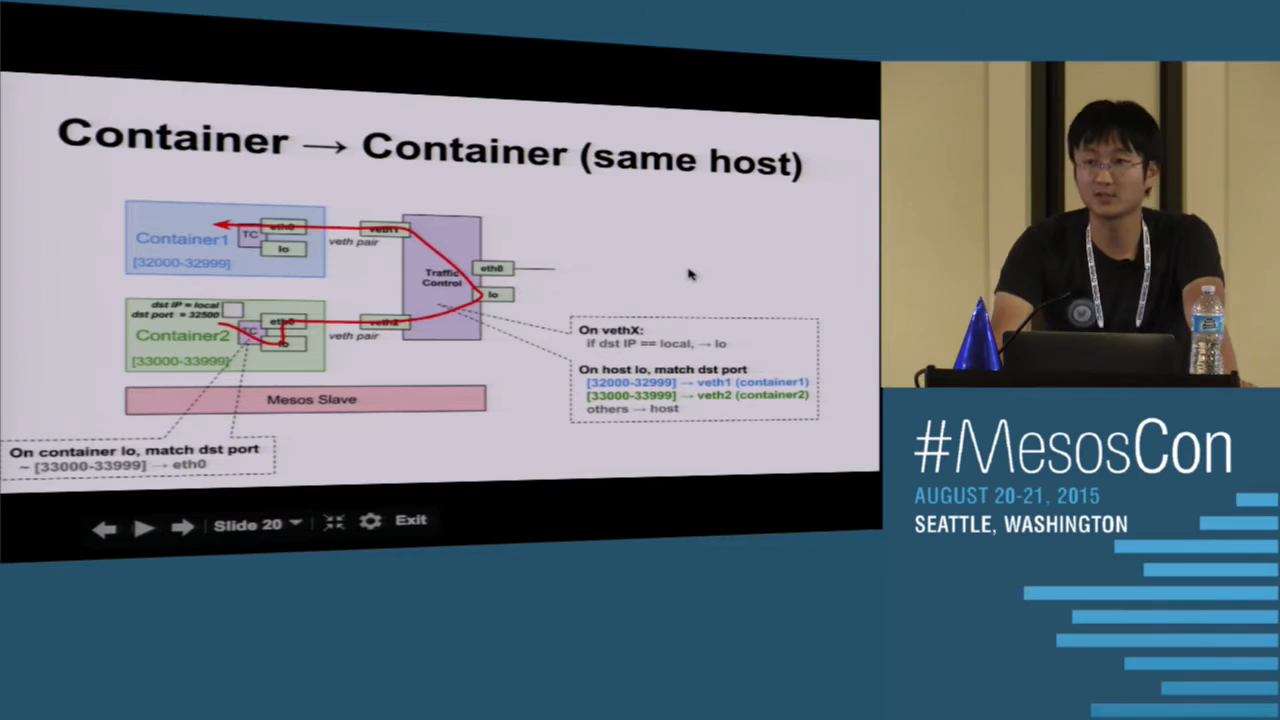 Container → Container (same host)
Container1
[32000-32999]
TC
eth0
lo
veth pair
veth1
Traffic
Control
eth0
lo
dst IP = local
dst port = 32500
Container2
[33000-33999]
TC
eth0
lo
veth pair
veth2
Mesos Slave
On vethX:
if dst IP == local, → lo
On host lo, match dst port
[32000-32999] → veth1 (container1)
[33000-33999] → veth2 (container2)
others → host
On container lo, match dst port
~ [33000-33999] → eth0
Slide 20
Exit
#MesosCon
AUGUST 20-21, 2015
SEATTLE, WASHINGTON